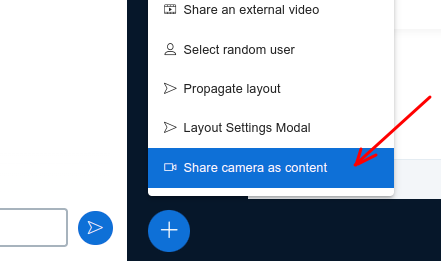 Share an external video
Select random user
Propagate layout
Layout Settings Modal
Share camera as content